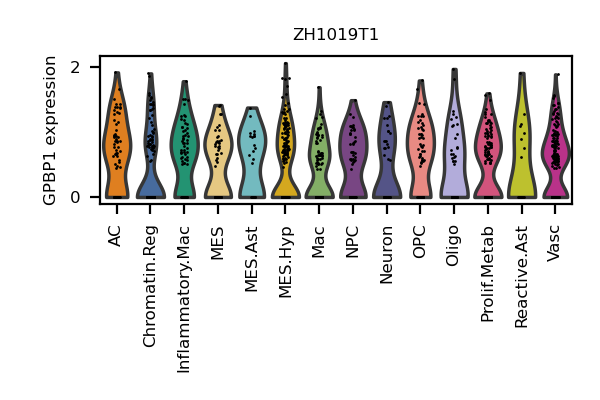 ZH1019T1
GPBP1 expression
2
0
AC
Chromatin.Reg
Inflammatory.Mac
MES
MES.Ast
MES.Hyp
Mac
NPC
Neuron
OPC
Oligo
Prolif.Metab
Reactive.Ast
Vasc